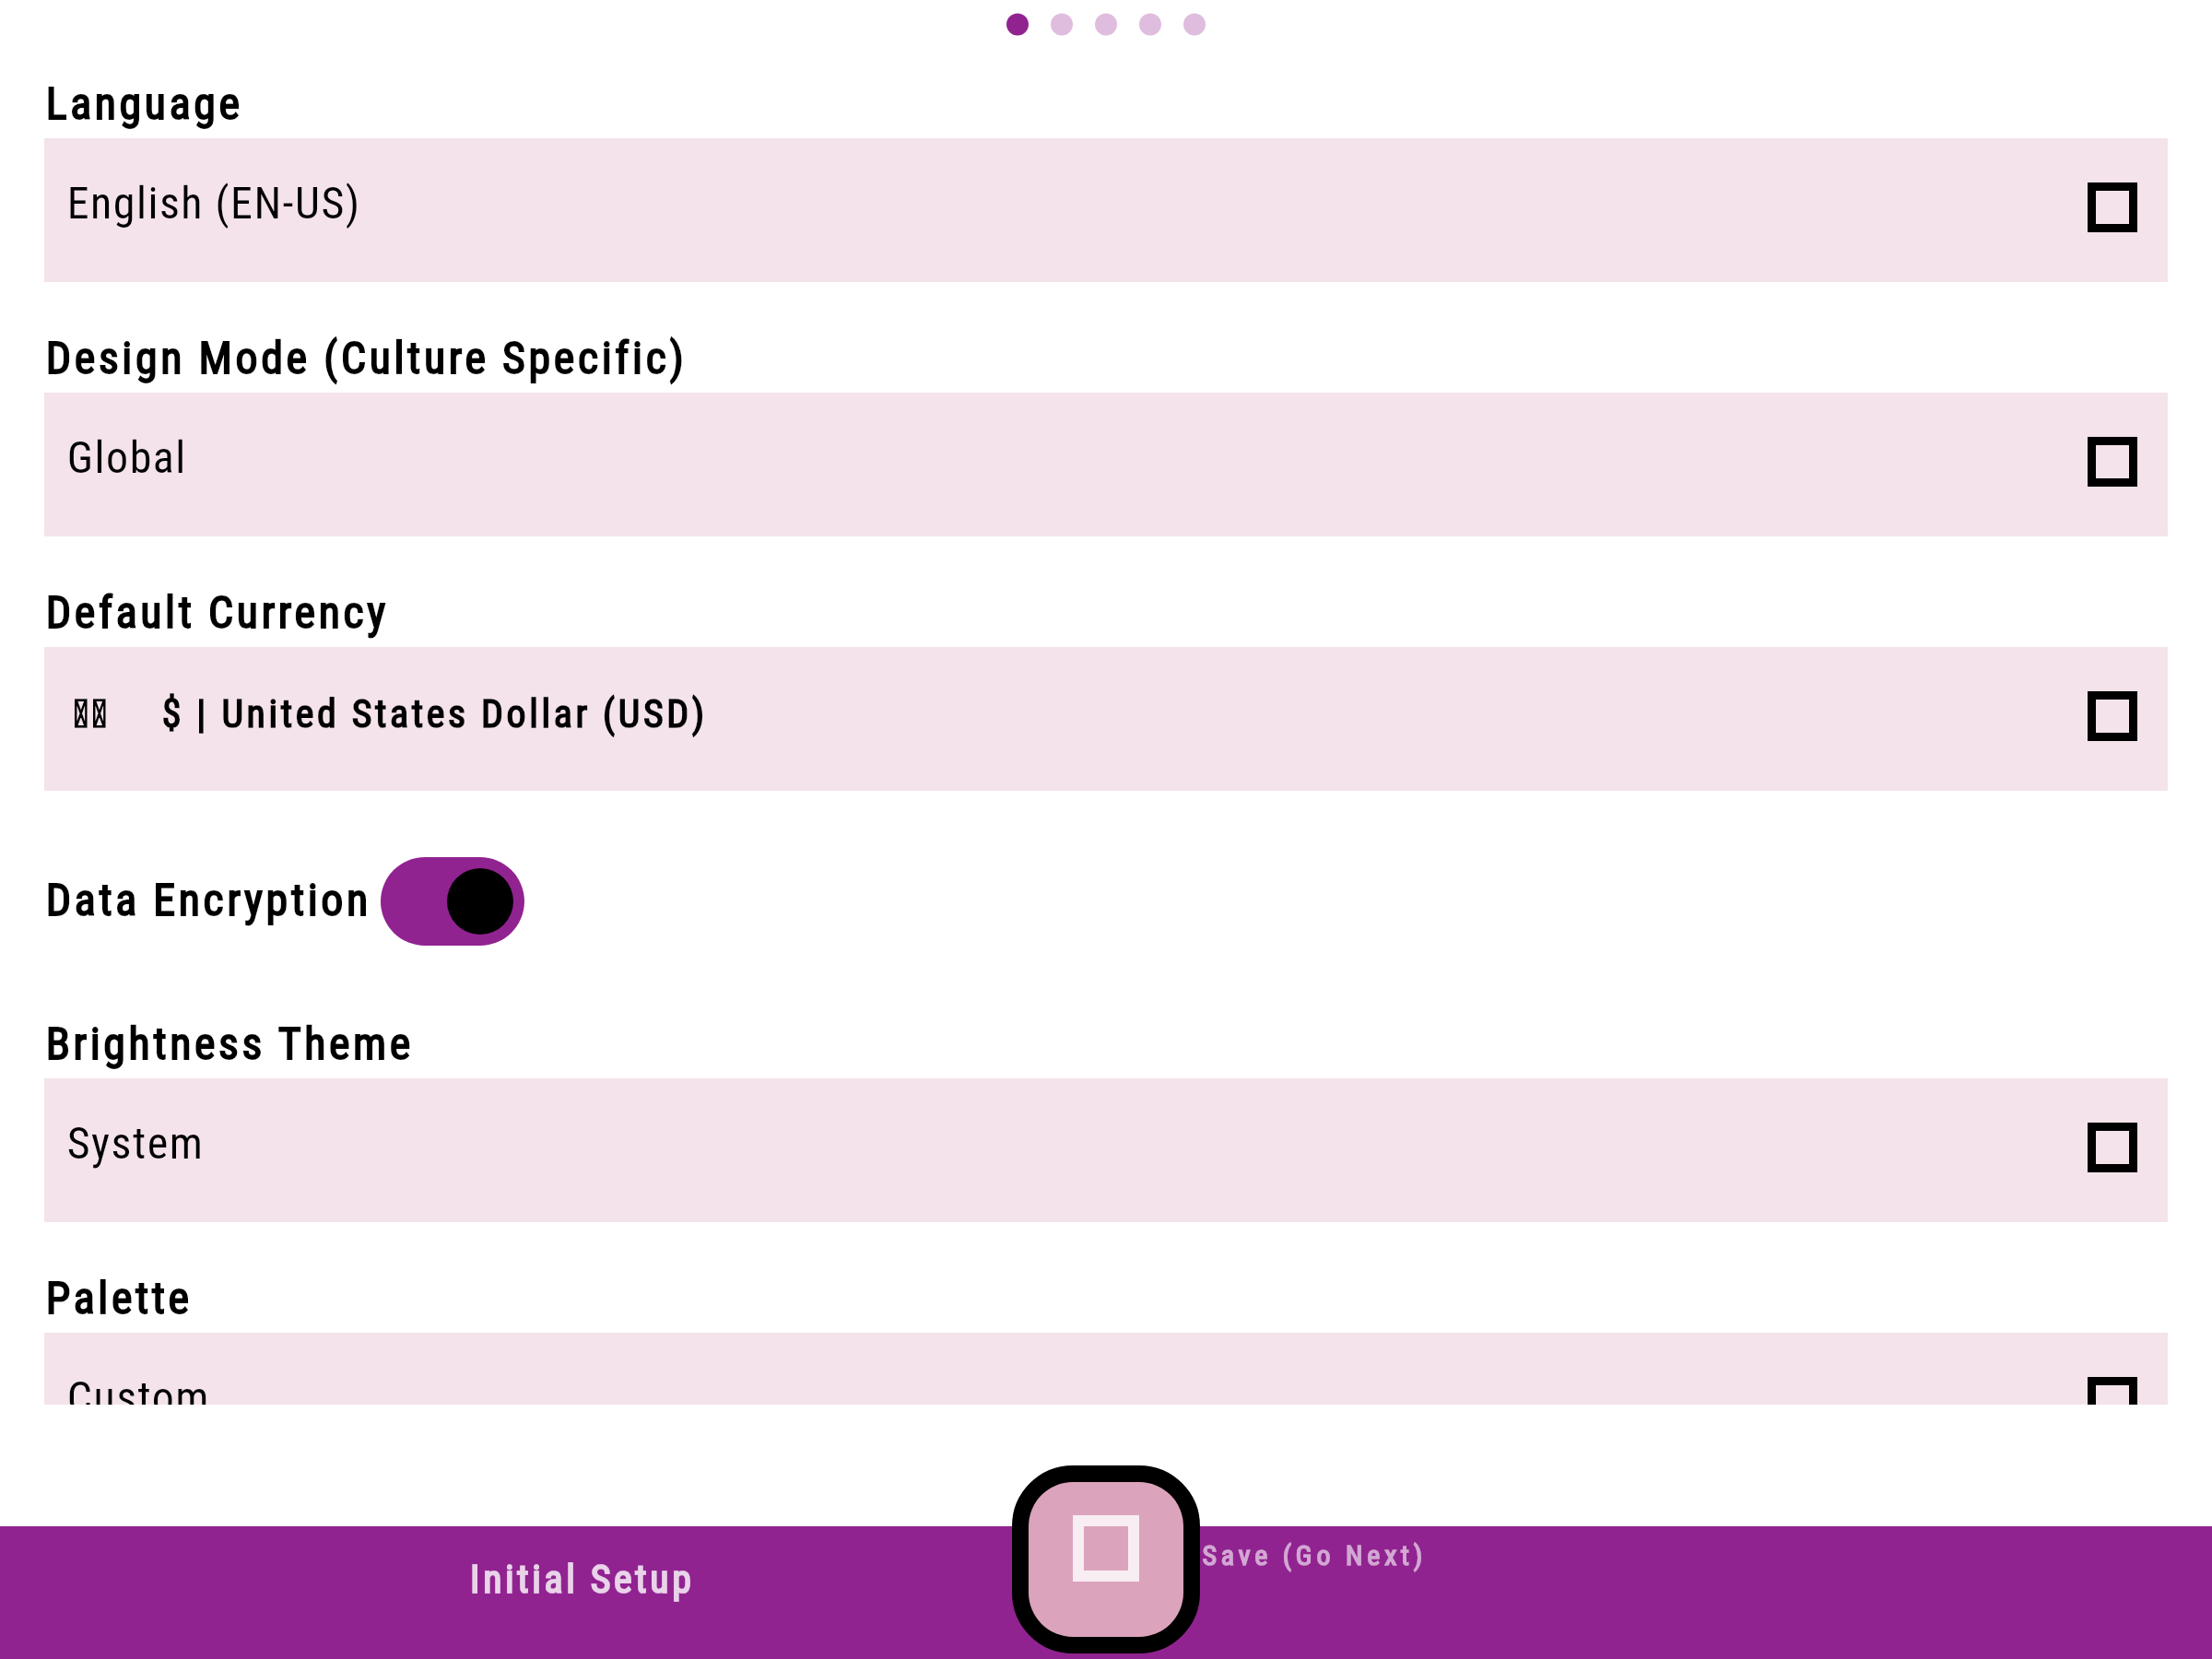 Language
English (EN-US)
Design Mode (Culture Specific)
Global
Default Currency
$ | United States Dollar (USD)
Data Encryption
Brightness Theme
System
Palette
Custom
Initial Setup
Save (Go Next)